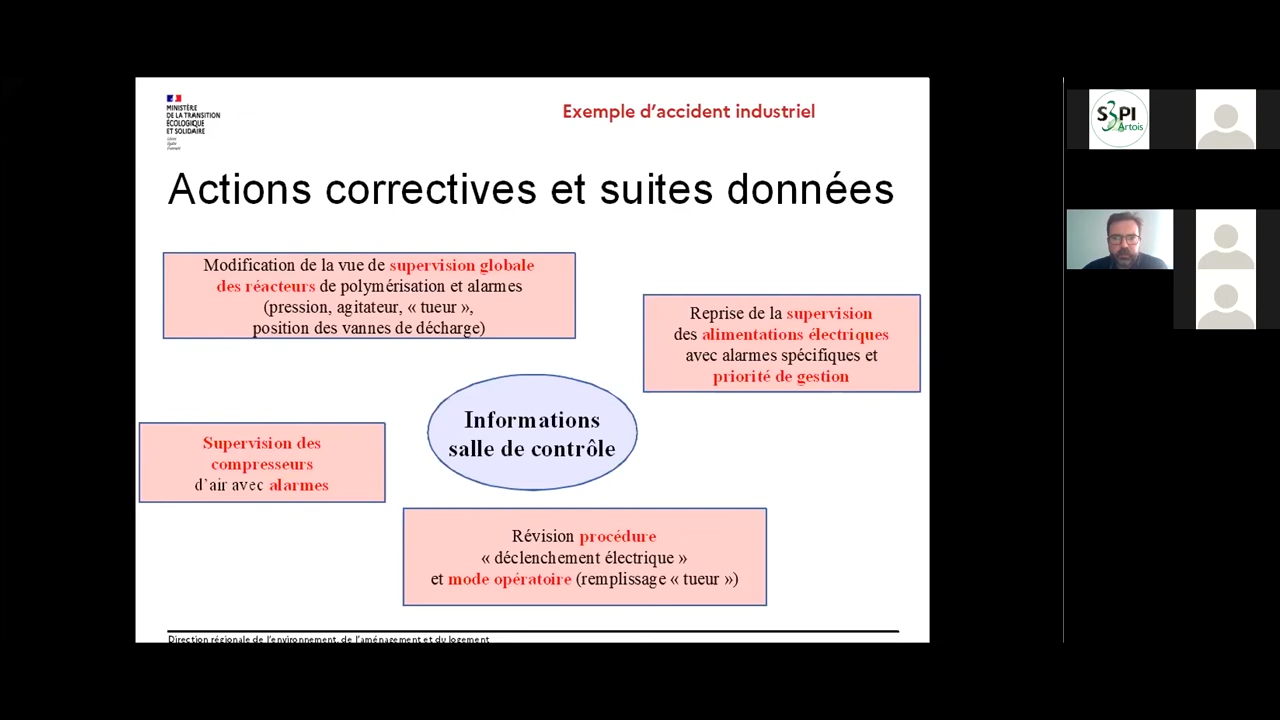 MINISTÈRE
DE LA TRANSITION
ÉCOLOGIQUE
ET SOLIDAIRE
Liberté
Égalité
Fraternité
Exemple d'accident industriel
Actions correctives et suites données
Modification de la vue de supervision globale
des réacteurs de polymérisation et alarmes
(pression, agitateur, « tueur »,
position des vannes de décharge)
Reprise de la supervision
des alimentations électriques
avec alarmes spécifiques et
priorité de gestion
Informations
salle de contrôle
Supervision des
compresseurs
d'air avec alarmes
Révision procédure
« déclenchement électrique »
et mode opératoire (remplissage « tueur »)
Direction régionale de l'environnement, de l'aménagement et du logement
S3PI
Artois